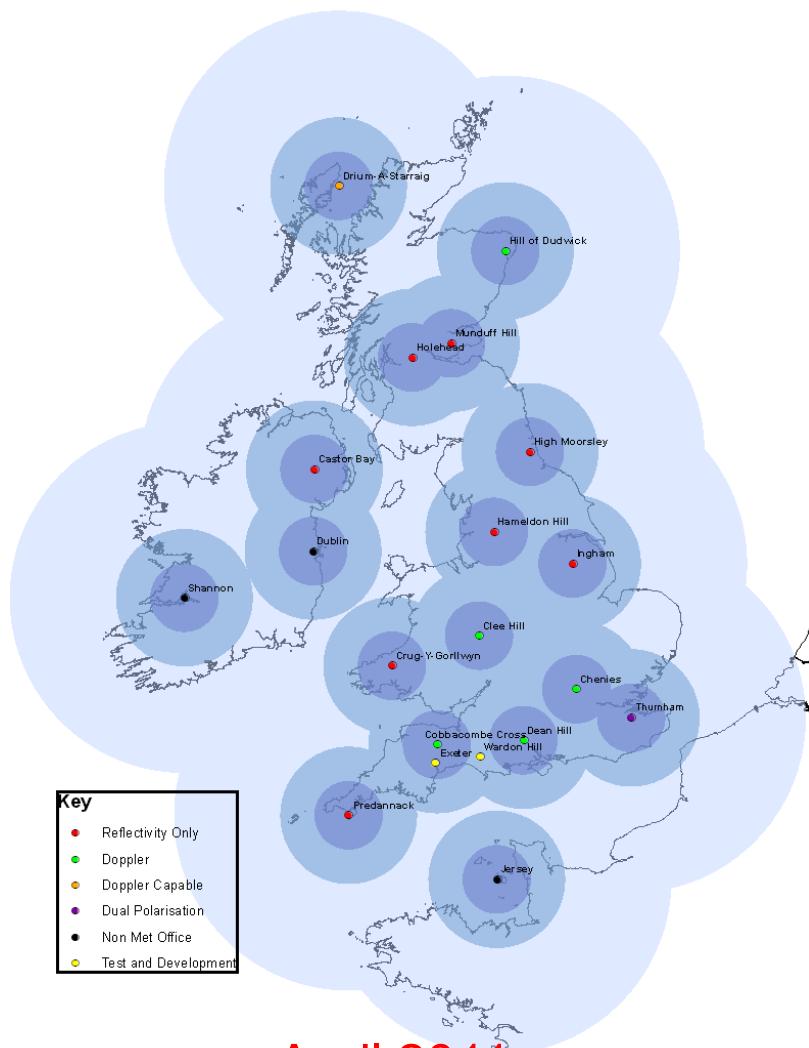 Drium-A-Starraig
Hill of Dudwick
Munduff Hill
Holehead
High Moorsley
Castor Bay
Hameldon Hill
Dublin
Ingham
Shannon
Clee Hill
Crug-Y-Gorllwyn
Chenies
Thurnham
Cobbacombe Cross
Dean Hill
Exeter
Wardon Hill
Predannack
Jersey
Key
Reflectivity Only
Doppler
Doppler Capable
Dual Polarisation
Non Met Office
Test and Development
April 2011